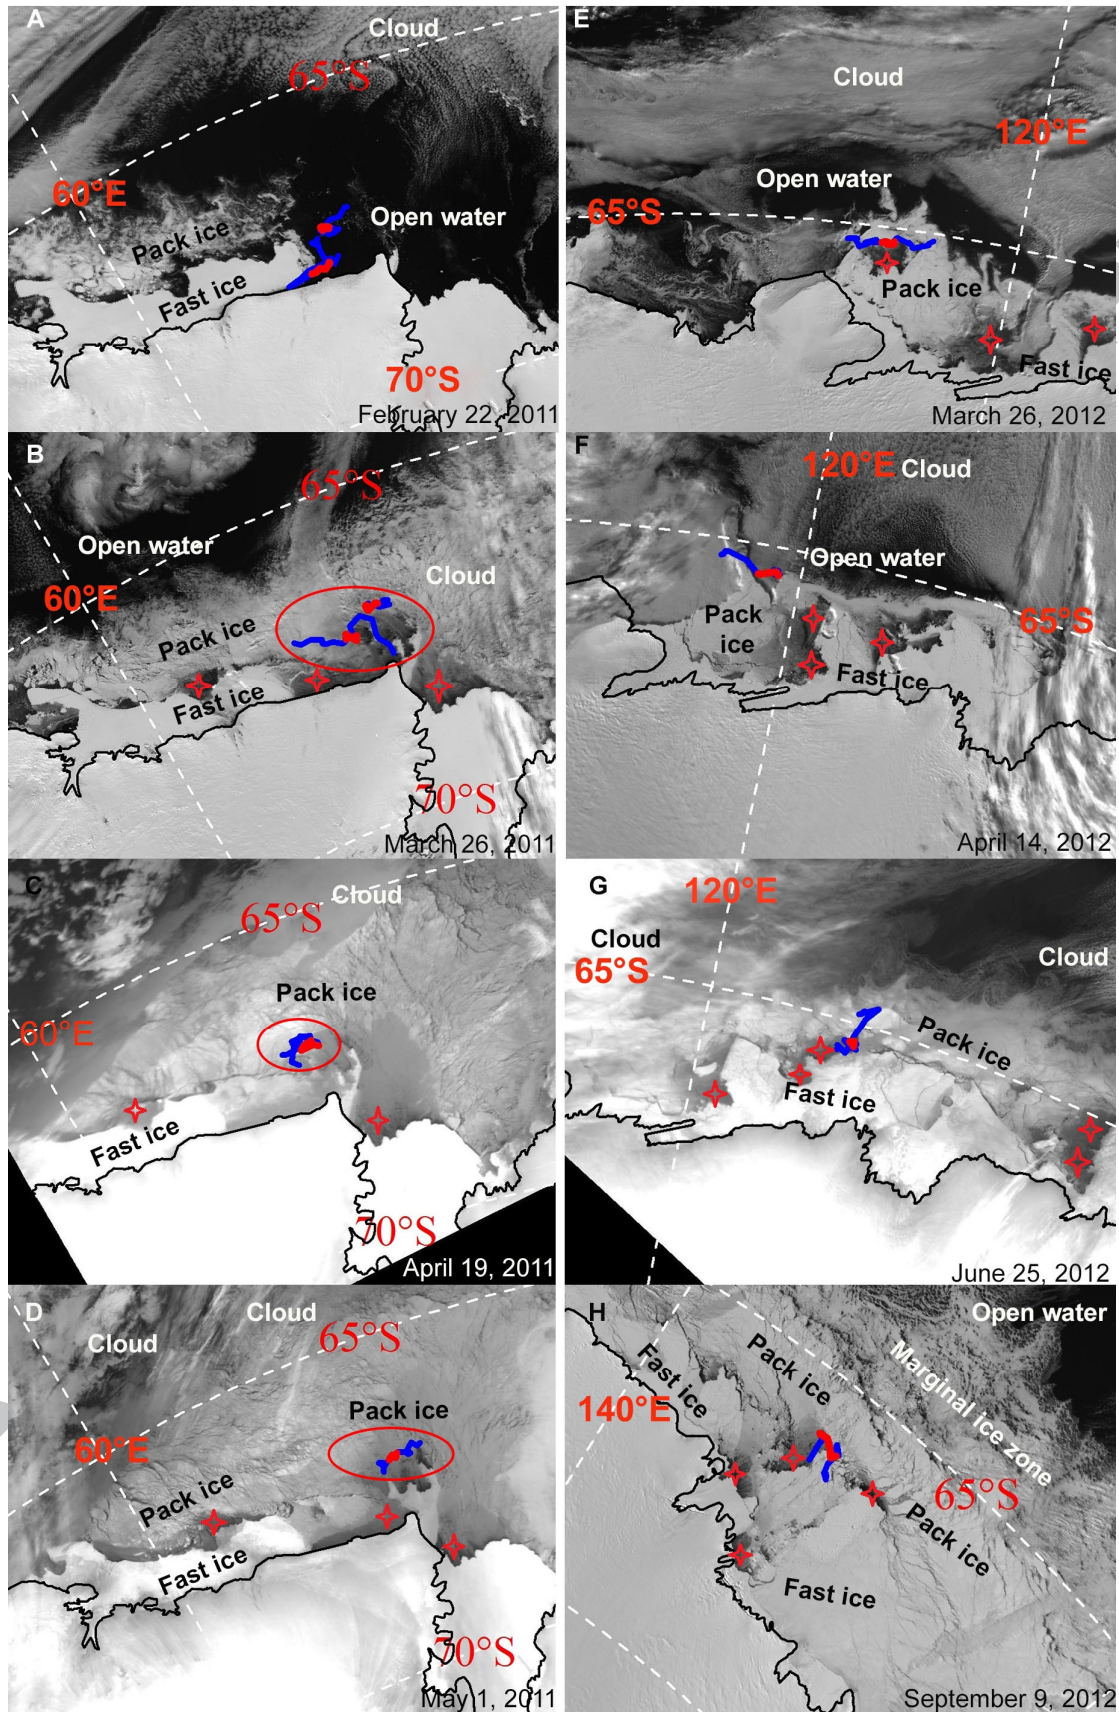 A
Cloud
65°S
60°E
Open water
Pack ice
Fast ice
70°S
February 22, 2011
B
65°S
Open water
Cloud
60°E
Pack ice
Fast ice
70°S
March 26, 2011
C
Cloud
65°S
Pack ice
60°E
Fast ice
70°S
April 19, 2011
D
Cloud
Cloud
65°S
Pack ice
60°E
Pack ice
Fast ice
70°S
May 1, 2011
E
Cloud
120°E
Open water
65°S
Pack ice
Fast ice
March 26, 2012
F
120°E
Cloud
Open water
Pack
ice
65°S
Fast ice
April 14, 2012
G
120°E
Cloud
Cloud
65°S
Pack ice
Fast ice
June 25, 2012
H
Open water
Pack ice
Fast ice
Marginal ice zone
140°E
65°S
Pack ice
Fast ice
September 9, 2012